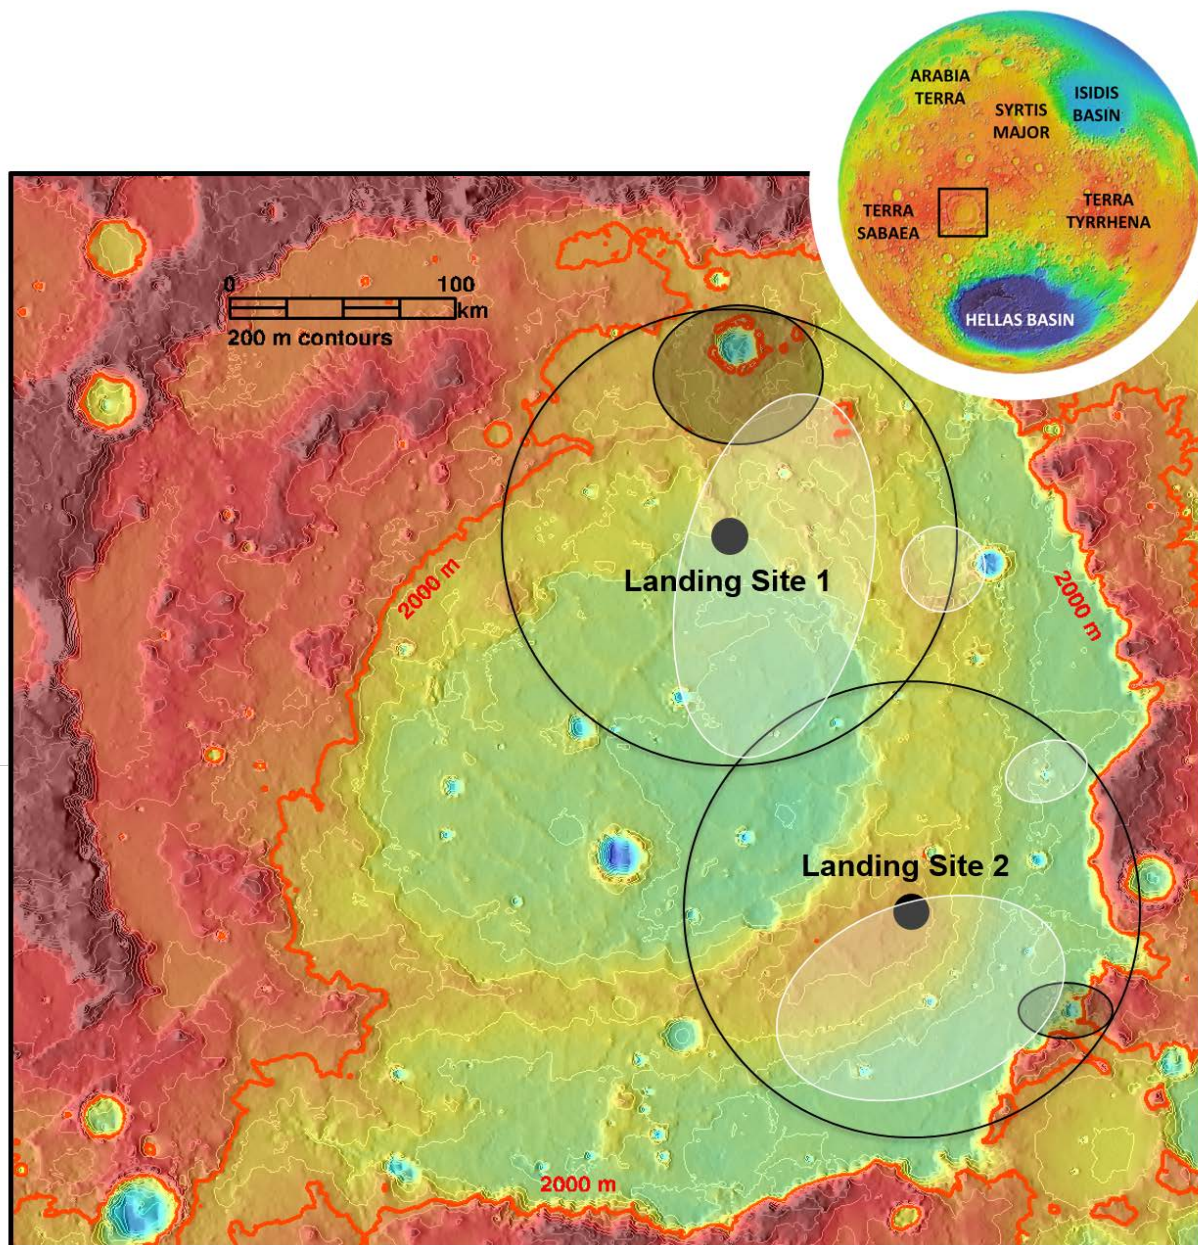 ARABIA
TERRA
ISIDIS
BASIN
SYRTIS
MAJOR
TERRA
SABAEA
TERRA
TYRRHENA
HELLAS BASIN
0 100
km
200 m contours
2000 m
Landing Site 1
2000 m
Landing Site 2
2000 m